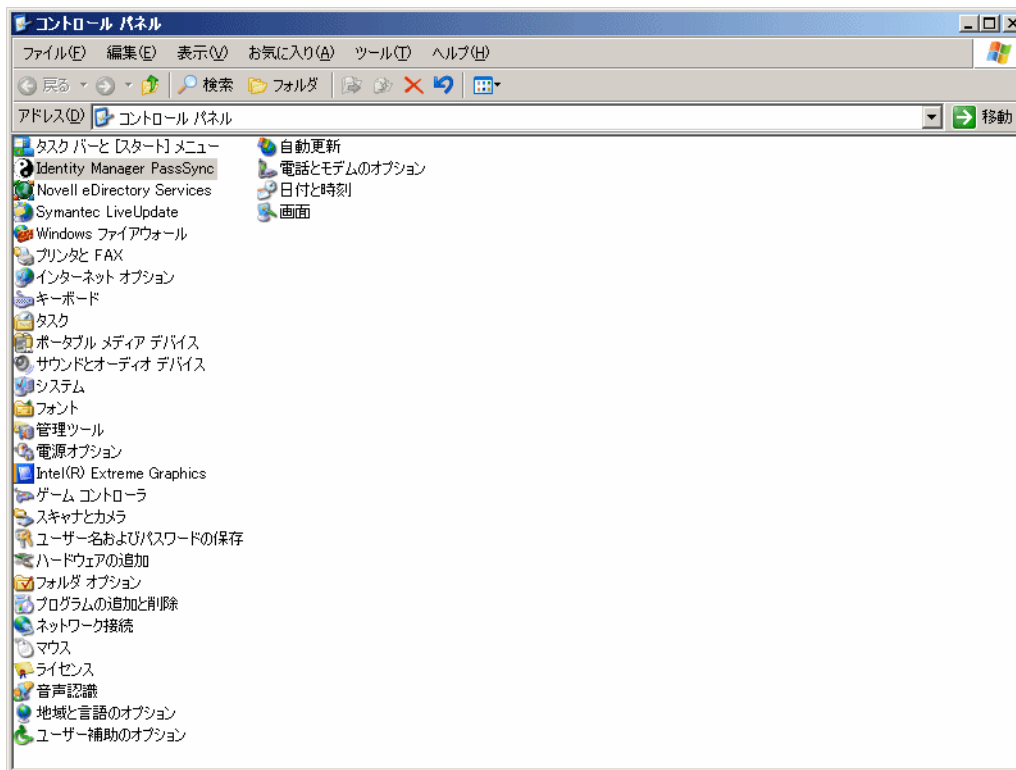 コントロール パネル
ファイル(F) 編集(E) 表示(V) お気に入り(A) ツール(T) ヘルプ(H)
戻る 検索 フォルダ
アドレス(D) コントロール パネル 移動
タスク バーと [スタート] メニュー
Identity Manager PassSync
Novell eDirectory Services
Symantec LiveUpdate
Windows ファイアウォール
プリンタと FAX
インターネット オプション
キーボード
タスク
ポータブル メディア デバイス
サウンドとオーディオ デバイス
システム
フォント
管理ツール
電源オプション
Intel(R) Extreme Graphics
ゲーム コントローラ
スキャナとカメラ
ユーザー名およびパスワードの保存
ハードウェアの追加
フォルダ オプション
プログラムの追加と削除
ネットワーク接続
マウス
ライセンス
音声認識
地域と言語のオプション
ユーザー補助のオプション
自動更新
電話とモデムのオプション
日付と時刻
画面